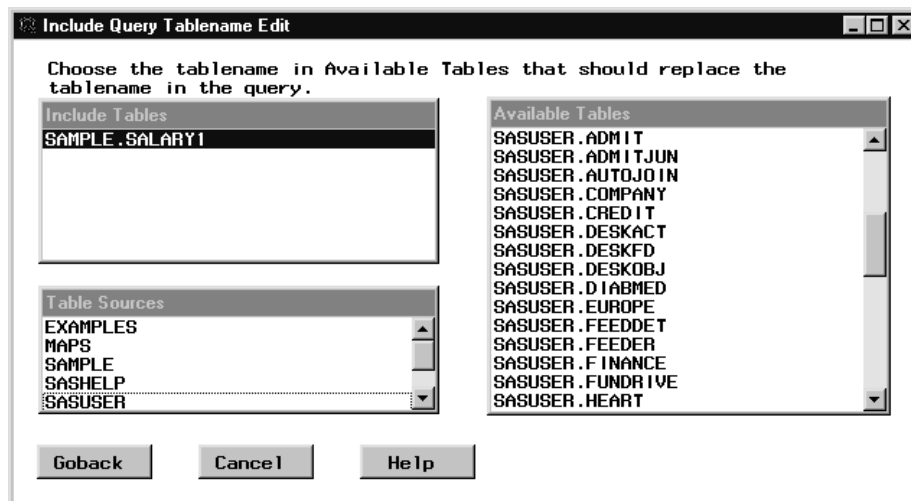 Include Query Tablename Edit
Choose the tablename in Available Tables that should replace the
tablename in the query.
Include Tables
SAMPLE.SALARY1
Table Sources
EXAMPLES
MAPS
SAMPLE
SASHELP
SASUSER
Available Tables
SASUSER.ADMIT
SASUSER.ADMITJUN
SASUSER.AUTOJOIN
SASUSER.COMPANY
SASUSER.CREDIT
SASUSER.DESKACT
SASUSER.DESKFD
SASUSER.DESKOBJ
SASUSER.DIABMED
SASUSER.EUROPE
SASUSER.FEEDDET
SASUSER.FEEDER
SASUSER.FINANCE
SASUSER.FUNDRIVE
SASUSER.HEART
Goback
Cancel
Help